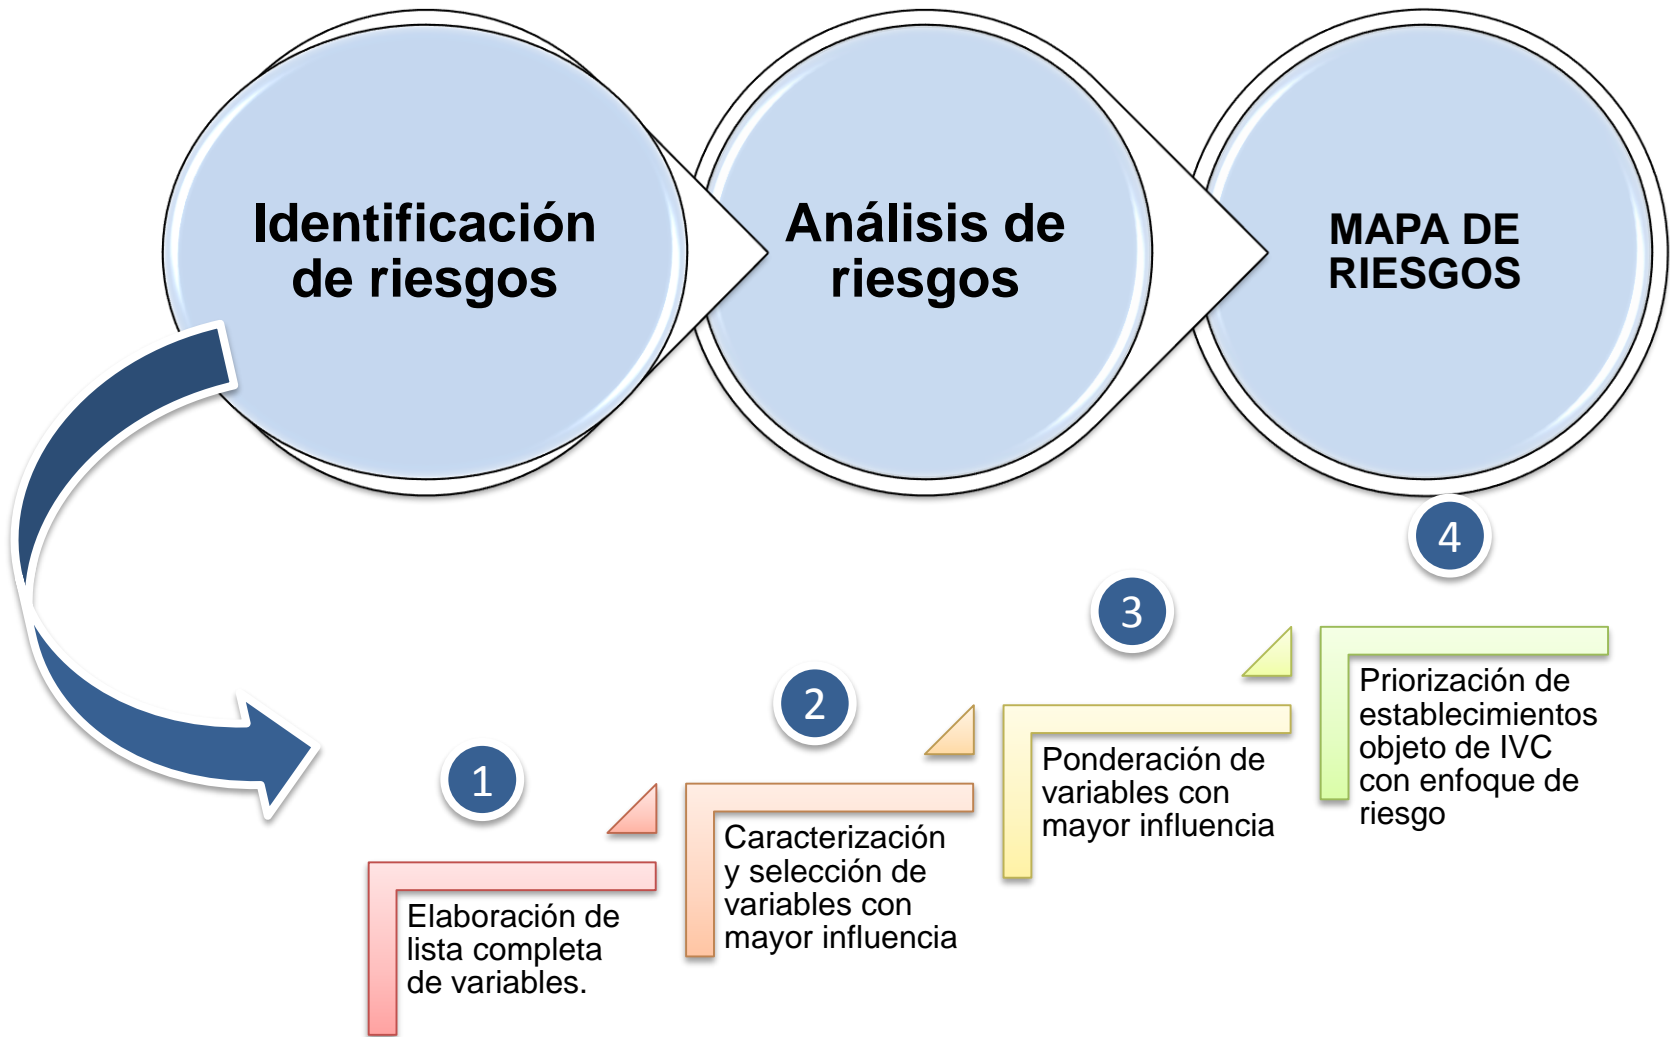 Identificación
de riesgos
Análisis de
riesgos
MAPA DE
RIESGOS
1
Elaboración de
lista completa
de variables.
2
Caracterización
y selección de
variables con
mayor influencia
3
Ponderación de
variables con
mayor influencia
4
Priorización de
establecimientos
objeto de IVC
con enfoque de
riesgo